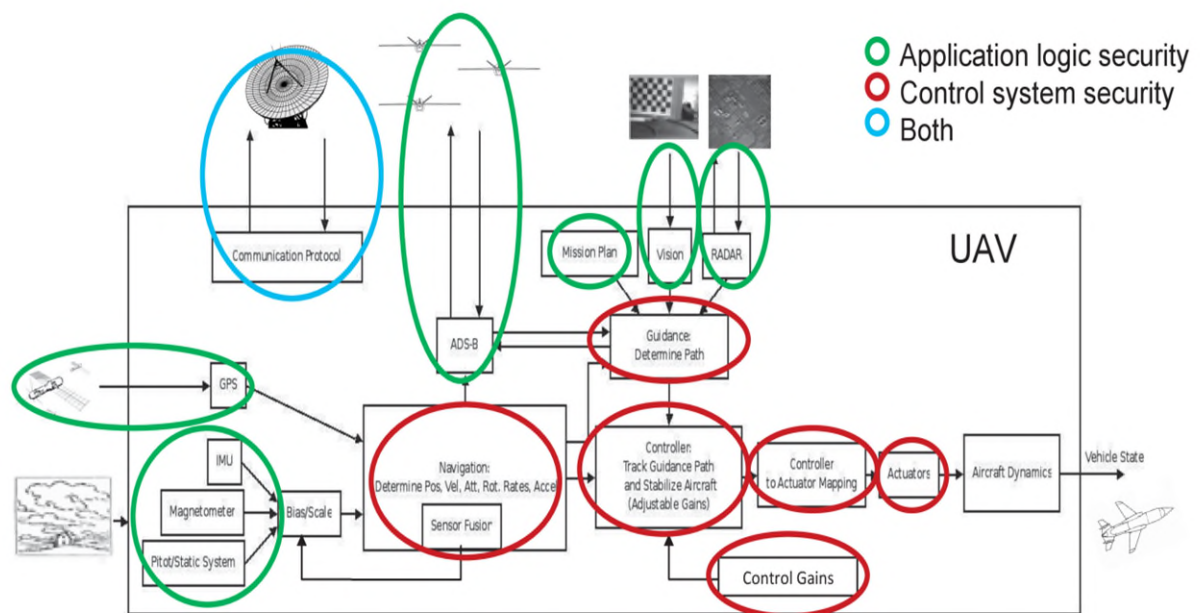 Application logic security
Control system security
Both
UAV
Communication Protocol
Mission Plan
Vision
RADAR
ADS-B
Guidance:
Determine Path
GPS
IMU
Magnetometer
Pitot/Static System
Bias/Scale
Navigation:
Determine Pos, Vel, Att, Rot. Rates, Accel
Sensor Fusion
Controller:
Track Guidance Path
and Stabilize Aircraft
(Adjustable Gains)
Controller
to Actuator Mapping
Actuators
Aircraft Dynamics
Vehicle State
Control Gains